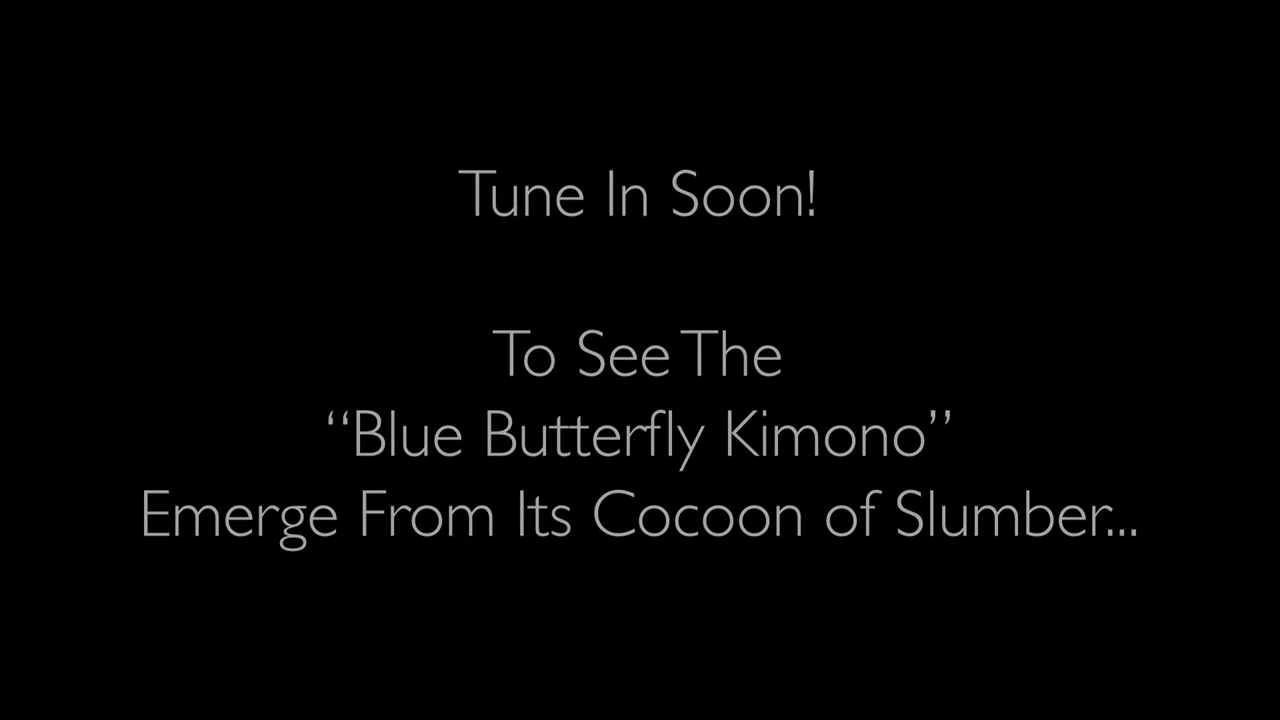 Tune In Soon!
To See The
“Blue Butterfly Kimono”
Emerge From Its Cocoon of Slumber...